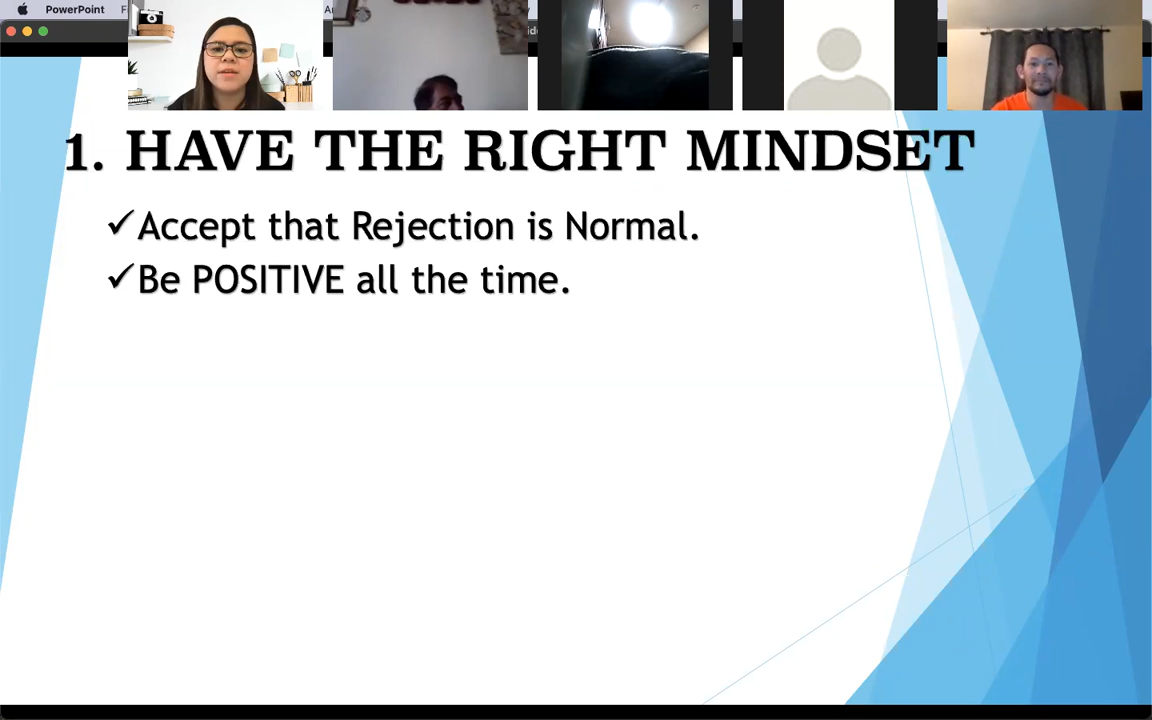 PowerPoint
1. HAVE THE RIGHT MINDSET
✓Accept that Rejection is Normal.
✓Be POSITIVE all the time.